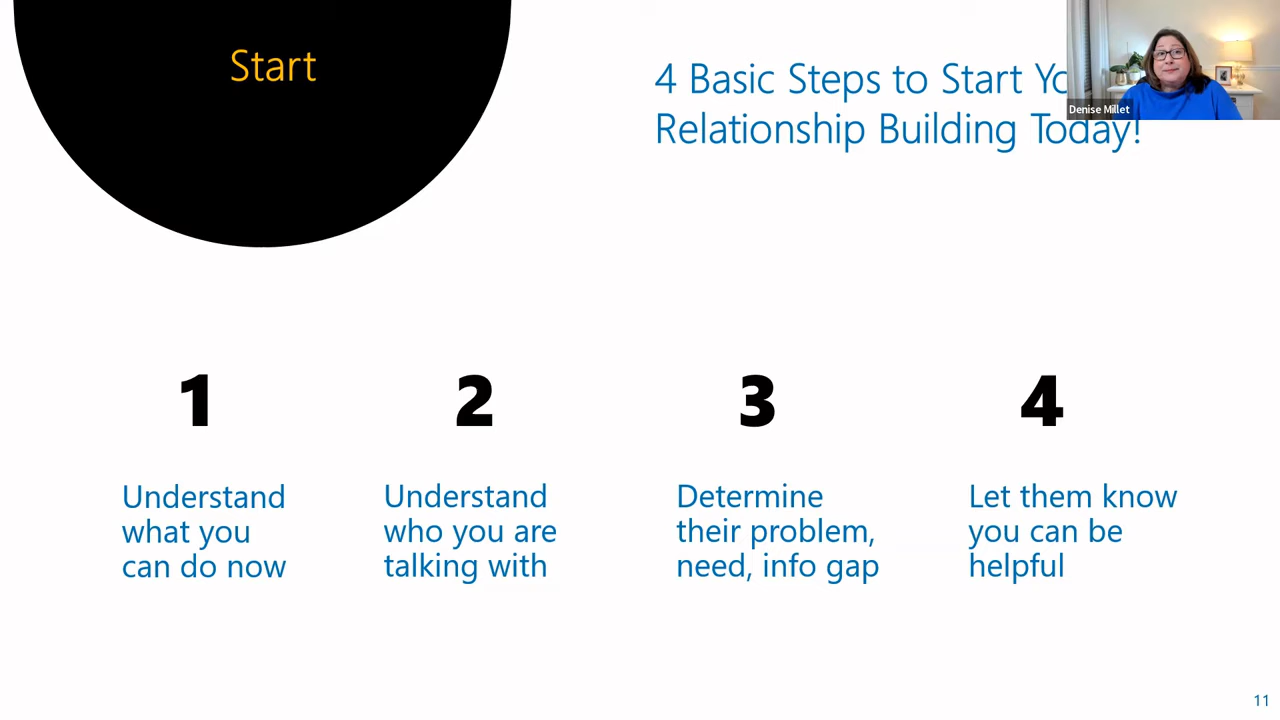 Start
4 Basic Steps to Start
Relationship Building Today!
Denise Millet
1
2
3
4
Understand
what you
can do now
Understand
who you are
talking with
Determine
their problem,
need, info gap
Let them know
you can be
helpful
11